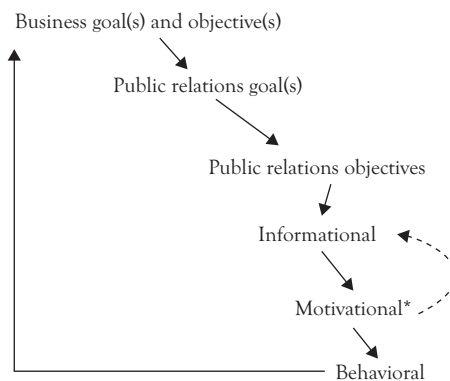 Business goal(s) and objective(s)
Public relations goal(s)
Public relations objectives
Informational
Motivational*
Behavioral